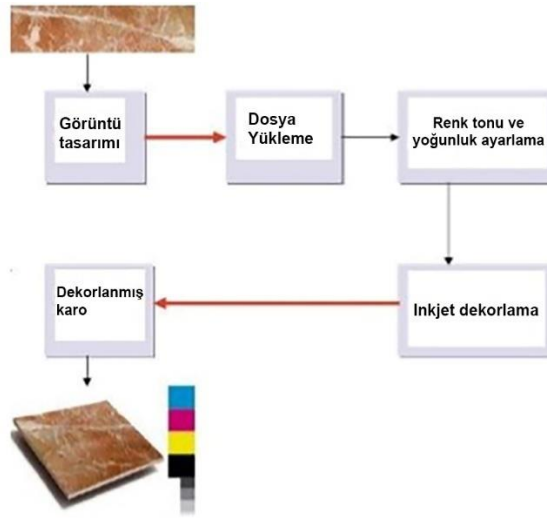 Görüntü
tasarımı
Dosya
Yükleme
Renk tonu ve
yoğunluk ayarlama
Inkjet dekorlama
Dekorlanmış
karo